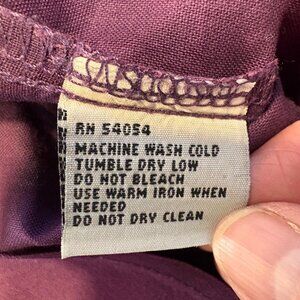 RN 54054
MACHINE WASH COLD
TUMBLE DRY LOW
DO NOT BLEACH
USE WARM IRON WHEN
NEEDED
DO NOT DRY CLEAN